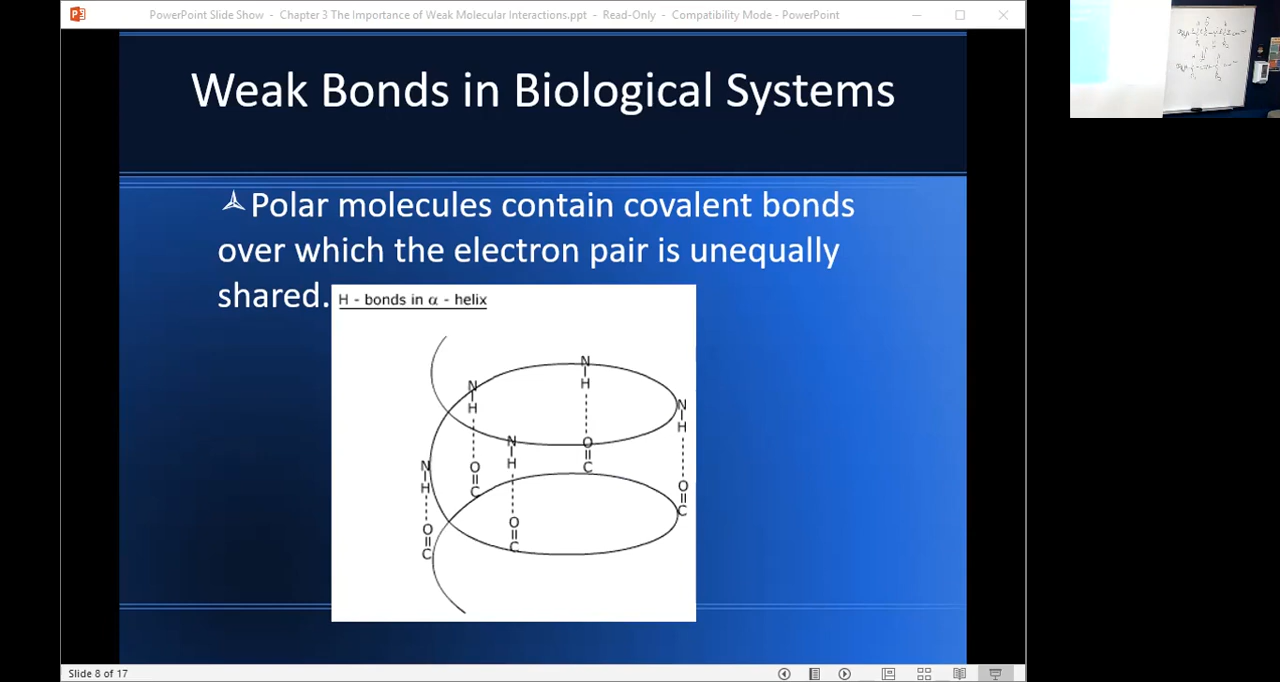 PowerPoint Slide Show - Chapter 3 The Importance of Weak Molecular Interactions.ppt - Read-Only - Compatibility Mode - PowerPoint
Weak Bonds in Biological Systems
Polar molecules contain covalent bonds
over which the electron pair is unequally
shared.
H - bonds in α - helix
N
H
O
C
N
H
O
C
N
H
O
C
N
H
O
C
N
H
O
C
Slide 8 of 17